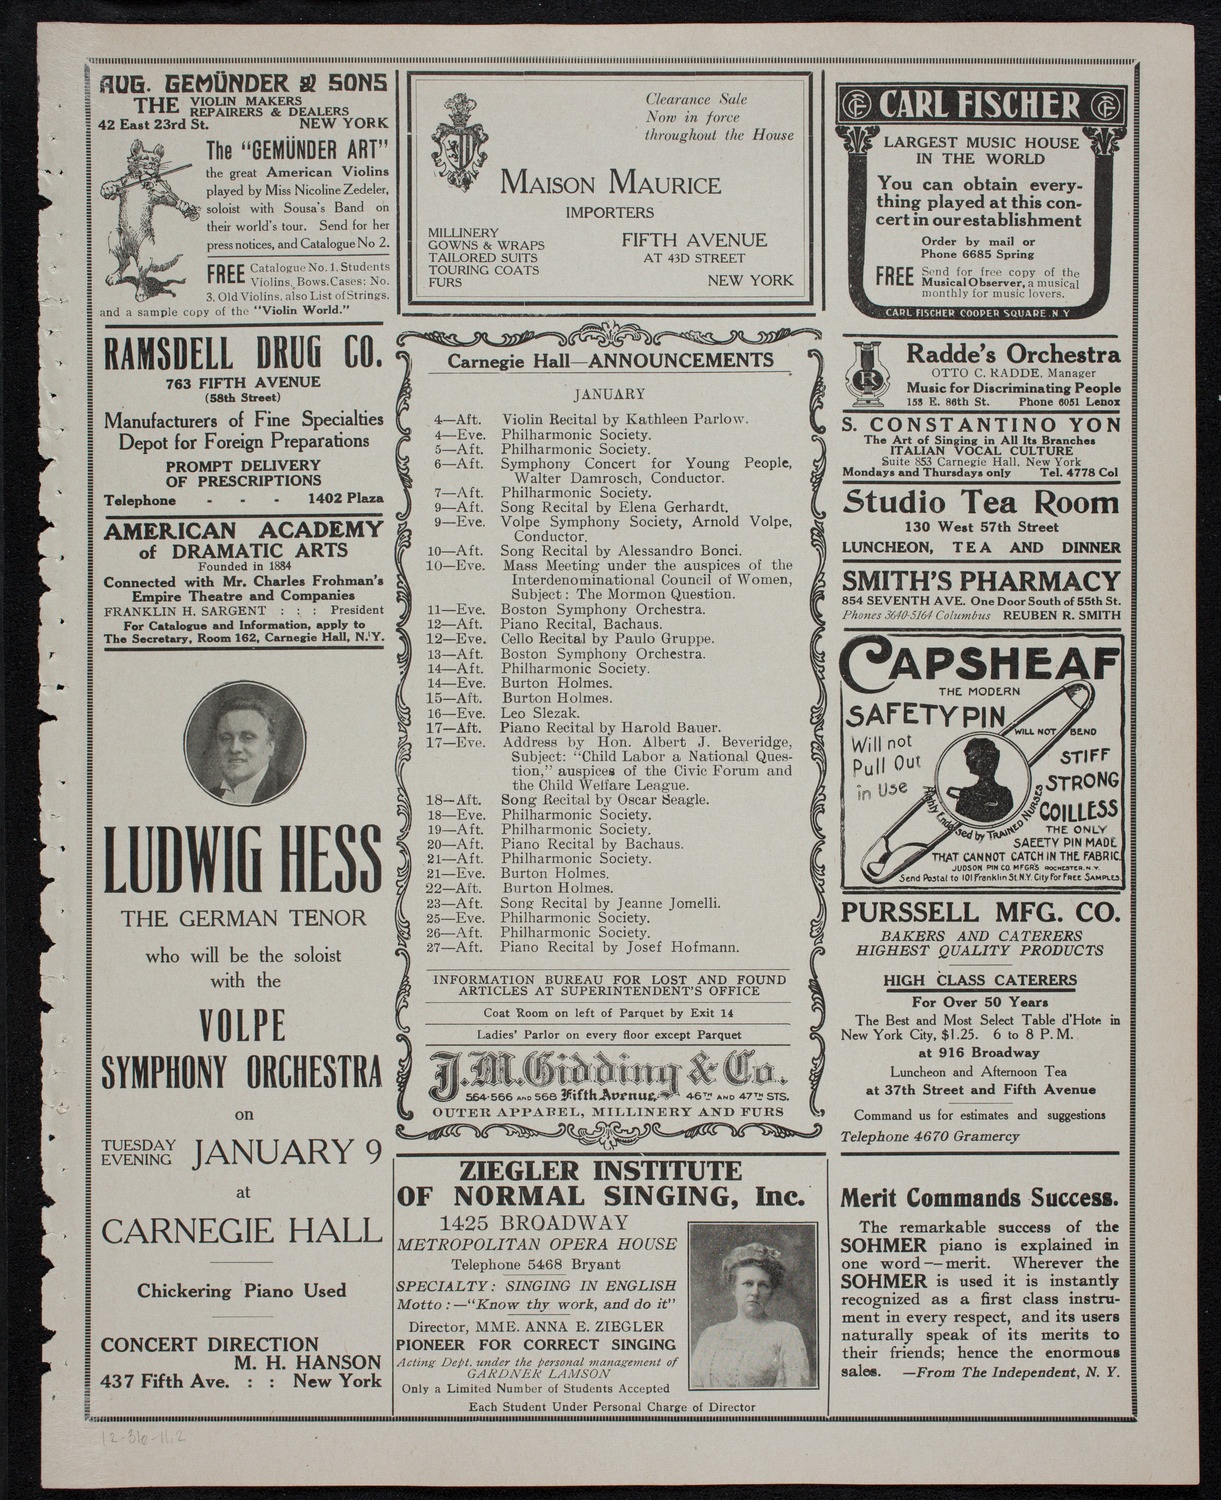 AUG. GEMÜNDER & SONS
THE VIOLIN MAKERS
REPAIRERS & DEALERS
42 East 23rd St. NEW YORK
The "GEMÜNDER ART"
the great American Violins
played by Miss Nicoline Zedeler,
soloist with Sousa's Band on
their world's tour. Send for her
press notices, and Catalogue No 2.
FREE Catalogue No. 1, Students
Violins, Bows, Cases: No.
3, Old Violins, also List of Strings,
and a sample copy of the "Violin World."
RAMSDELL DRUG CO.
763 FIFTH AVENUE
(58th Street)
Manufacturers of Fine Specialties
Depot for Foreign Preparations
PROMPT DELIVERY
OF PRESCRIPTIONS
Telephone - - - 1402 Plaza
AMERICAN ACADEMY
of DRAMATIC ARTS
Founded in 1884
Connected with Mr. Charles Frohman's
Empire Theatre and Companies
FRANKLIN H. SARGENT : : : President
For Catalogue and Information, apply to
The Secretary, Room 162, Carnegie Hall, N. Y.
LUDWIG HESS
THE GERMAN TENOR
who will be the soloist
with the
VOLPE
SYMPHONY ORCHESTRA
on
TUESDAY
EVENING JANUARY 9
at
CARNEGIE HALL
Chickering Piano Used
CONCERT DIRECTION
M. H. HANSON
437 Fifth Ave. : : New York
Clearance Sale
Now in force
throughout the House
MAISON MAURICE
IMPORTERS
MILLINERY
GOWNS & WRAPS
TAILORED SUITS
TOURING COATS
FURS
FIFTH AVENUE
AT 43D STREET
NEW YORK
Carnegie Hall—ANNOUNCEMENTS
JANUARY
4—Aft. Violin Recital by Kathleen Parlow.
4—Eve. Philharmonic Society.
5—Aft. Philharmonic Society.
6—Aft. Symphony Concert for Young People,
Walter Damrosch, Conductor.
7—Aft. Philharmonic Society.
9—Aft. Song Recital by Elena Gerhardt,
9—Eve. Volpe Symphony Society, Arnold Volpe,
Conductor.
10—Aft. Song Recital by Alessandro Bonci.
10—Eve. Mass Meeting under the auspices of the
Interdenominational Council of Women,
Subject: The Mormon Question.
11—Eve. Boston Symphony Orchestra.
12—Aft. Piano Recital, Bachaus.
12—Eve. Cello Recital by Paulo Gruppe.
13—Aft. Boston Symphony Orchestra.
14—Aft. Philharmonic Society.
14—Eve. Burton Holmes.
15—Aft. Burton Holmes.
16—Eve. Leo Slezak.
17—Aft. Piano Recital by Harold Bauer.
17—Eve. Address by Hon. Albert J. Beveridge,
Subject: "Child Labor a National Ques-
tion," auspices of the Civic Forum and
the Child Welfare League.
18—Aft. Song Recital by Oscar Seagle.
18—Eve. Philharmonic Society.
19—Aft. Philharmonic Society.
20—Aft. Piano Recital by Bachaus.
21—Aft. Philharmonic Society.
21—Eve. Burton Holmes.
22—Aft. Burton Holmes.
23—Aft. Song Recital by Jeanne Jomelli.
25—Eve. Philharmonic Society.
26—Aft. Philharmonic Society.
27—Aft. Piano Recital by Josef Hofmann.
INFORMATION BUREAU FOR LOST AND FOUND
ARTICLES AT SUPERINTENDENT'S OFFICE
Coat Room on left of Parquet by Exit 14
Ladies' Parlor on every floor except Parquet
J. M. Gidding & Co.
564-566 AND 568 Fifth Avenue, 46TH AND 47TH STS.
OUTER APPAREL, MILLINERY AND FURS
ZIEGLER INSTITUTE
OF NORMAL SINGING, Inc.
1425 BROADWAY
METROPOLITAN OPERA HOUSE
Telephone 5468 Bryant
SPECIALTY: SINGING IN ENGLISH
Motto:—"Know thy work, and do it"
Director, MME. ANNA E. ZIEGLER
PIONEER FOR CORRECT SINGING
Acting Dept. under the personal management of
GARDNER LAMSON
Only a Limited Number of Students Accepted
Each Student Under Personal Charge of Director
CF CARL FISCHER CF
LARGEST MUSIC HOUSE
IN THE WORLD
You can obtain every-
thing played at this con-
cert in our establishment
Order by mail or
Phone 6685 Spring
FREE Send for free copy of the
Musical Observer, a musical
monthly for music lovers.
CARL FISCHER COOPER SQUARE. N Y
R
Radde's Orchestra
OTTO C. RADDE, Manager
Music for Discriminating People
158 E. 86th St. Phone 6051 Lenox
S. CONSTANTINO YON
The Art of Singing in All Its Branches
ITALIAN VOCAL CULTURE
Suite 853 Carnegie Hall, New York
Mondays and Thursdays only Tel. 4778 Col
Studio Tea Room
130 West 57th Street
LUNCHEON, TEA AND DINNER
SMITH'S PHARMACY
854 SEVENTH AVE. One Door South of 55th St.
Phones 3640-5164 Columbus REUBEN R. SMITH
CAPSHEAF
THE MODERN
SAFETY PIN
WILL NOT BEND
Will not
Pull Out
in Use
STIFF
STRONG
COILLESS
Highly Endorsed by TRAINED NURSES
THE ONLY
SAFETY PIN MADE
THAT CANNOT CATCH IN THE FABRIC.
JUDSON PIN CO. MFGRS ROCHESTER, N.Y.
Send Postal to 101 Franklin St. N.Y. City for FREE SAMPLES.
PURSSELL MFG. CO.
BAKERS AND CATERERS
HIGHEST QUALITY PRODUCTS
HIGH CLASS CATERERS
For Over 50 Years
The Best and Most Select Table d'Hote in
New York City, $1.25. 6 to 8 P. M.
at 916 Broadway
Luncheon and Afternoon Tea
at 37th Street and Fifth Avenue
Command us for estimates and suggestions
Telephone 4670 Gramercy
Merit Commands Success.
The remarkable success of the
SOHMER piano is explained in
one word—merit. Wherever the
SOHMER is used it is instantly
recognized as a first class instru-
ment in every respect, and its users
naturally speak of its merits to
their friends; hence the enormous
sales. —From The Independent, N. Y.